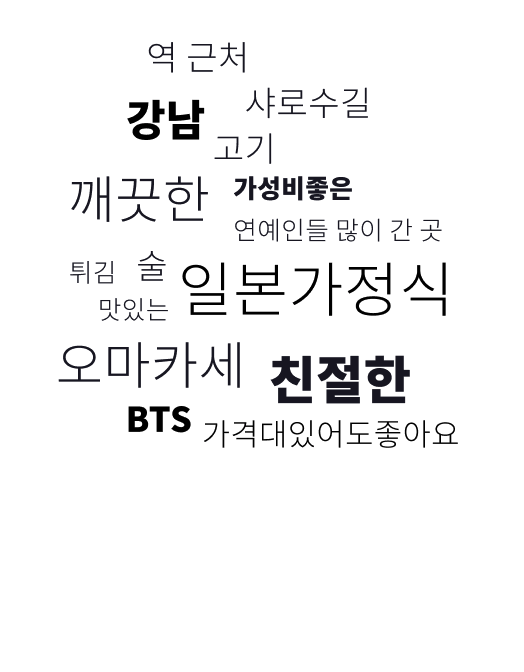 역 근처
샤로수길
강남
고기
깨끗한
가성비좋은
연예인들 많이 간 곳
튀김
술
일본가정식
맛있는
오마카세
친절한
BTS
가격대있어도좋아요